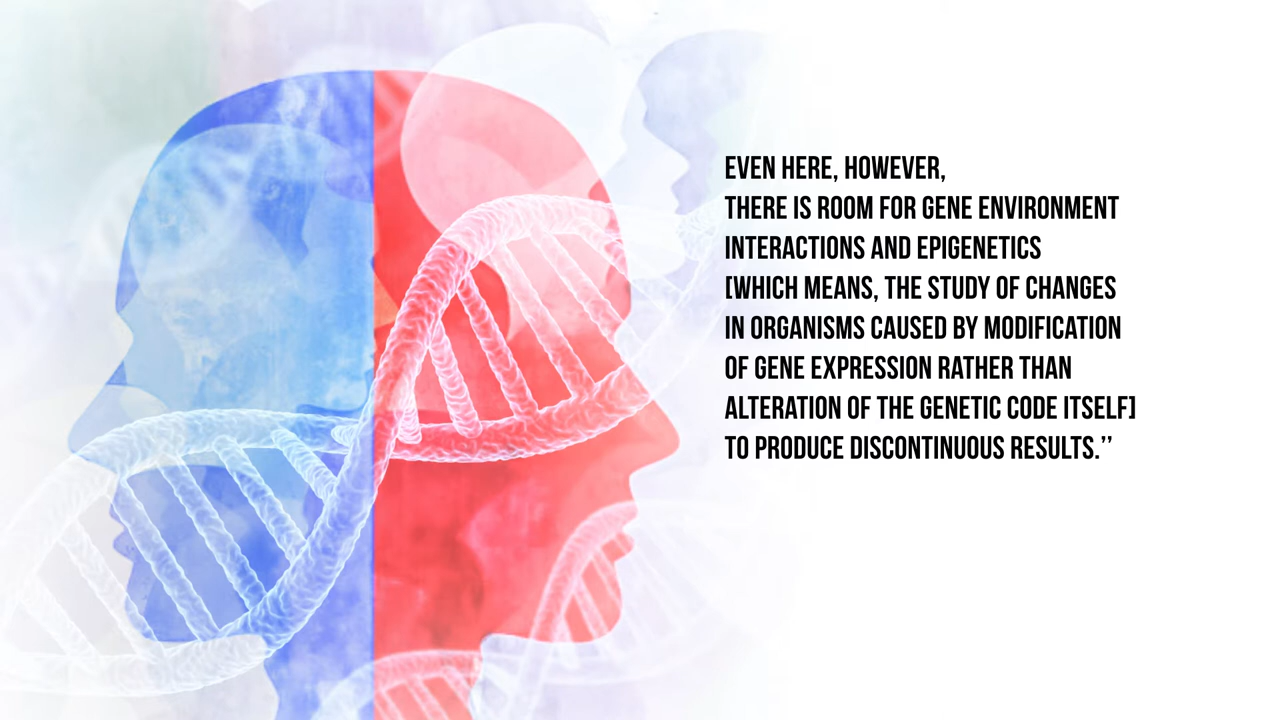 EVEN HERE, HOWEVER,
THERE IS ROOM FOR GENE ENVIRONMENT
INTERACTIONS AND EPIGENETICS
[WHICH MEANS, THE STUDY OF CHANGES
IN ORGANISMS CAUSED BY MODIFICATION
OF GENE EXPRESSION RATHER THAN
ALTERATION OF THE GENETIC CODE ITSELF]
TO PRODUCE DISCONTINUOUS RESULTS.”